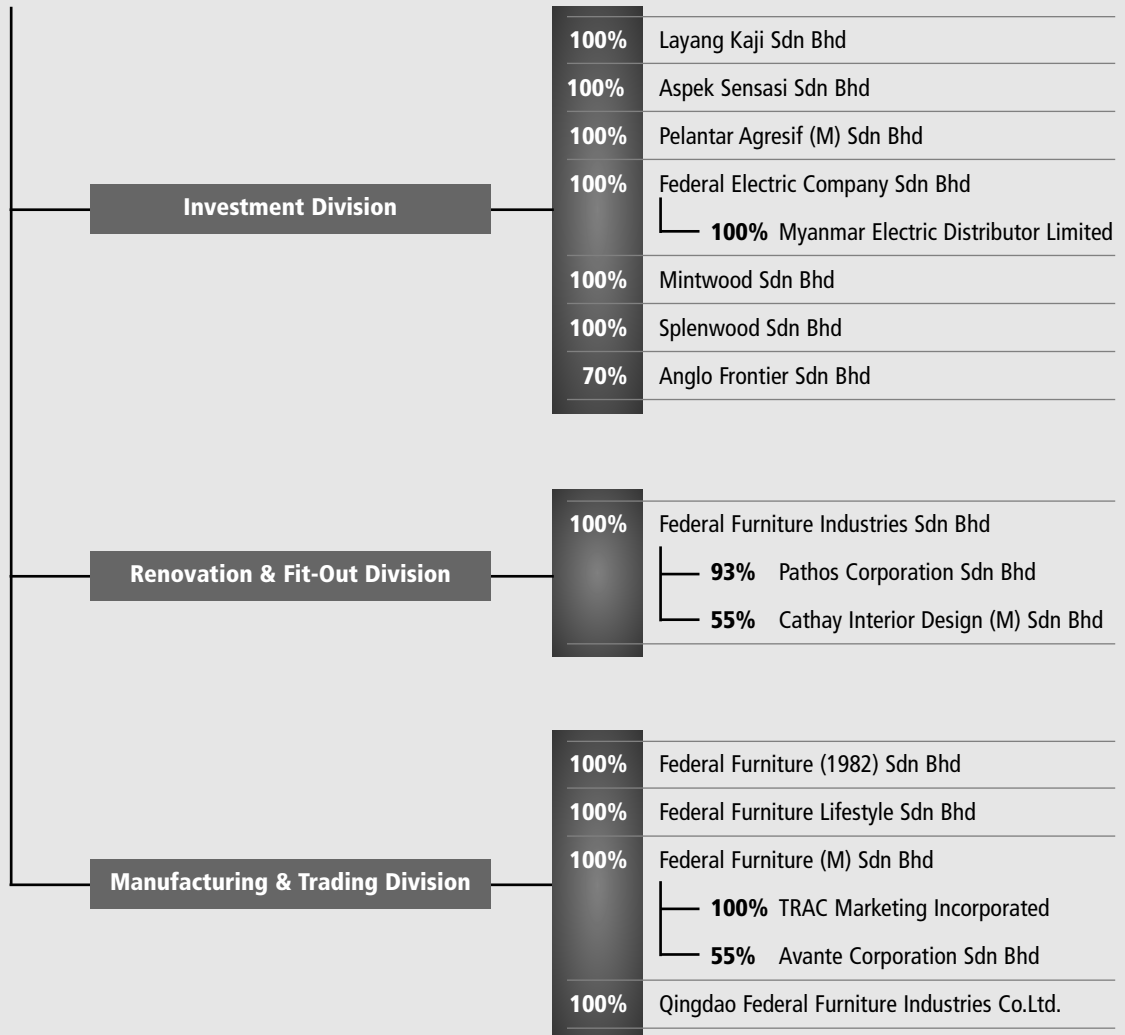 100% Layang Kaji Sdn Bhd
100% Aspek Sensasi Sdn Bhd
100% Pelantar Agresif (M) Sdn Bhd
100% Federal Electric Company Sdn Bhd
Investment Division
100% Myanmar Electric Distributor Limited
100% Mintwood Sdn Bhd
100% Splenwood Sdn Bhd
70% Anglo Frontier Sdn Bhd
100% Federal Furniture Industries Sdn Bhd
Renovation & Fit-Out Division
93% Pathos Corporation Sdn Bhd
55% Cathay Interior Design (M) Sdn Bhd
100% Federal Furniture (1982) Sdn Bhd
100% Federal Furniture Lifestyle Sdn Bhd
100% Federal Furniture (M) Sdn Bhd
Manufacturing & Trading Division
100% TRAC Marketing Incorporated
55% Avante Corporation Sdn Bhd
100% Qingdao Federal Furniture Industries Co.Ltd.